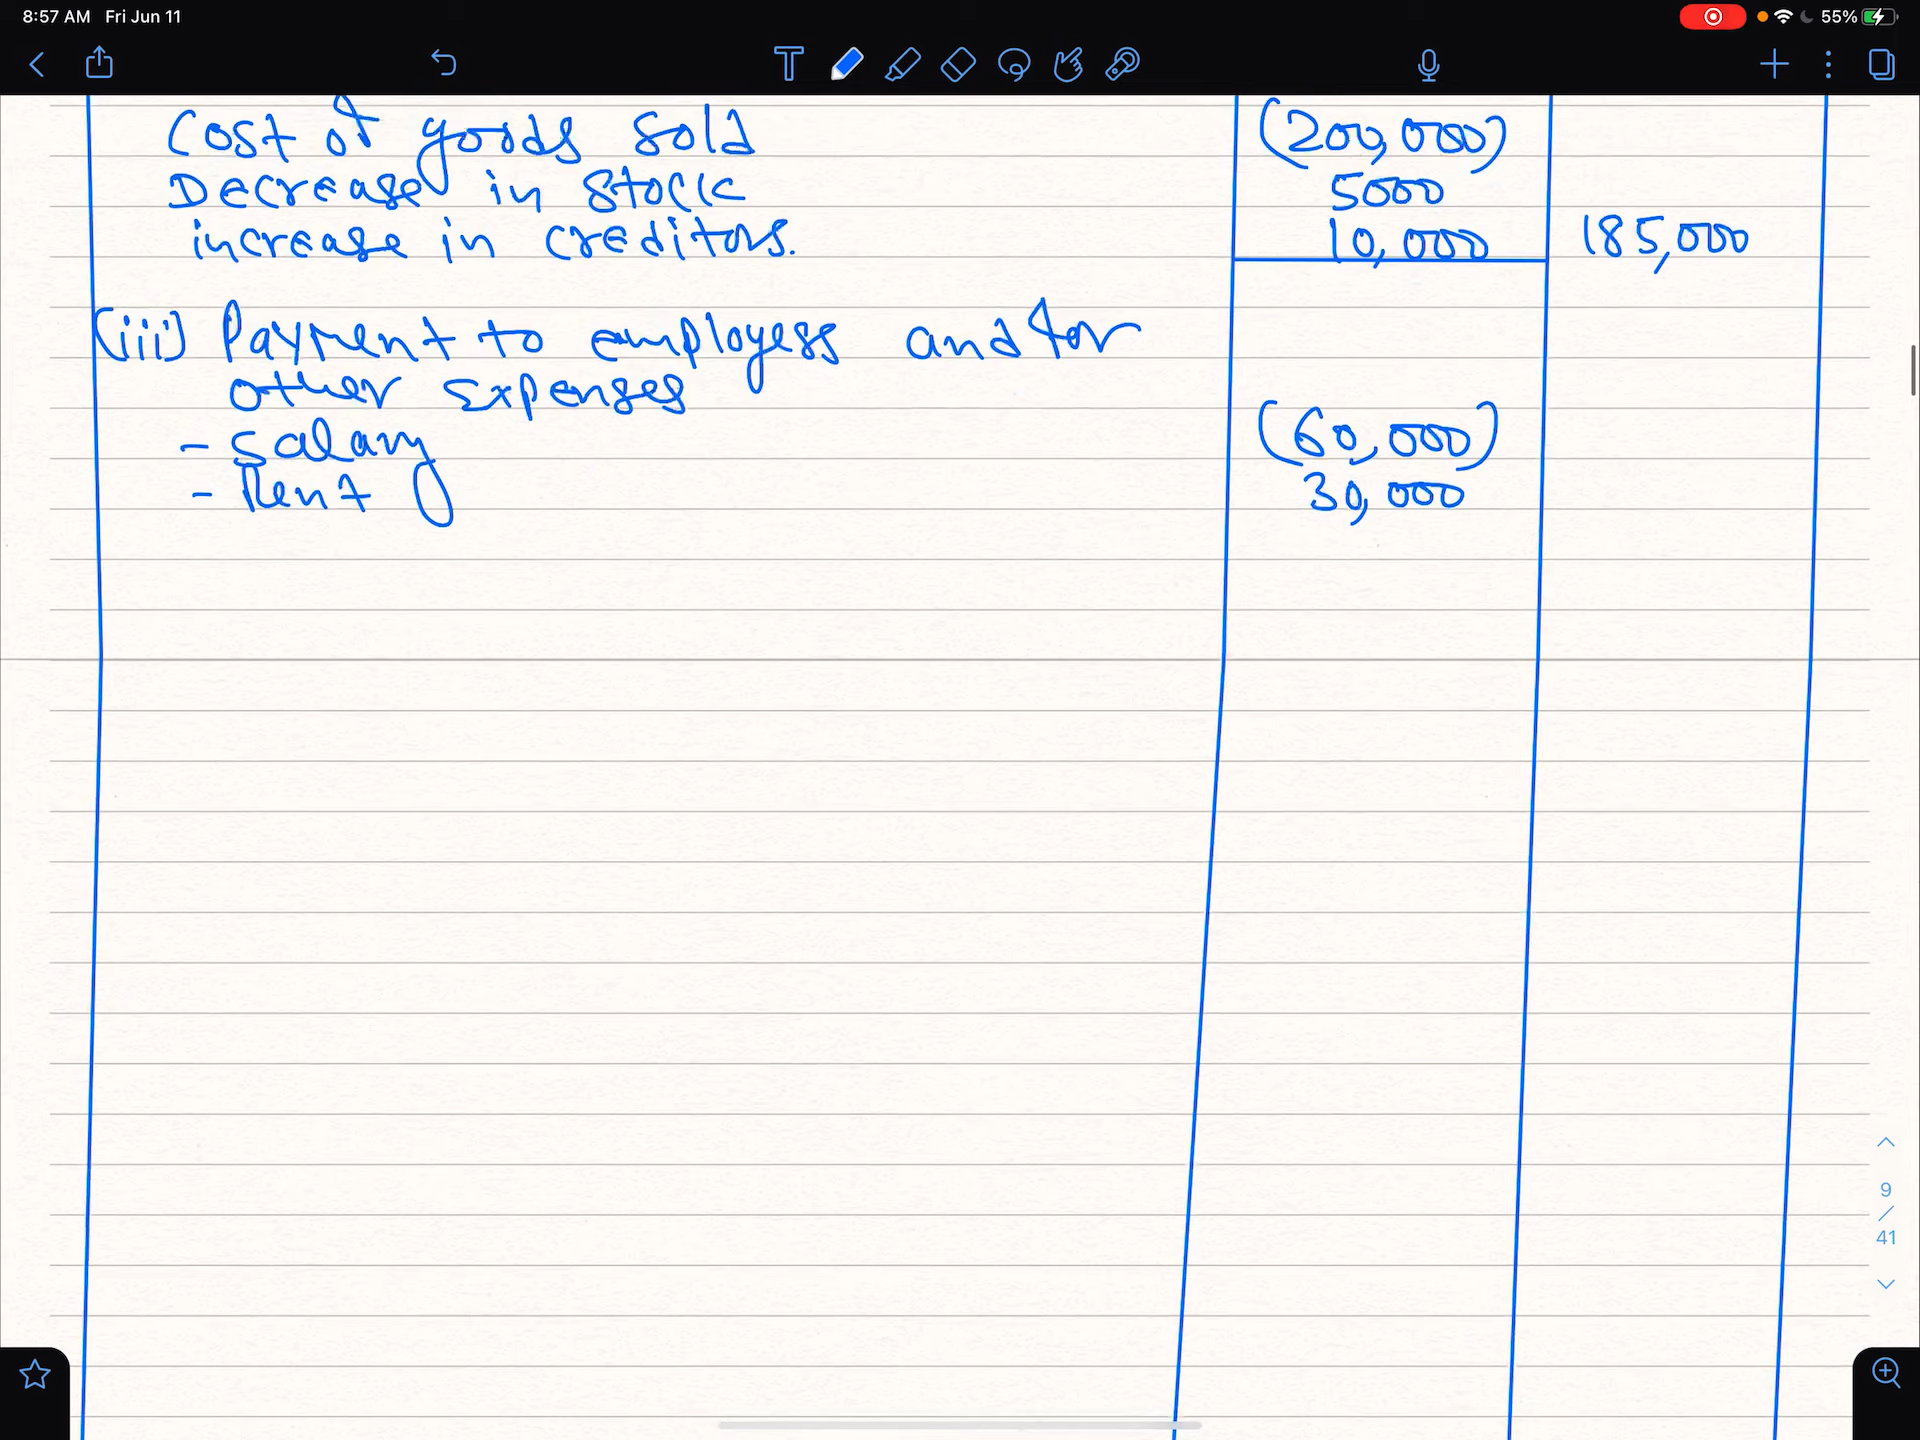 8:57 AM Fri Jun 11 55%
T
Cost of goods Sold (200,000)
Decrease in Stock 5000
increase in creditors. 10,000 185,000
(iii) Payment to employess and for
other Expenses
- Salary (60,000)
- Rent 30,000
9
/
41